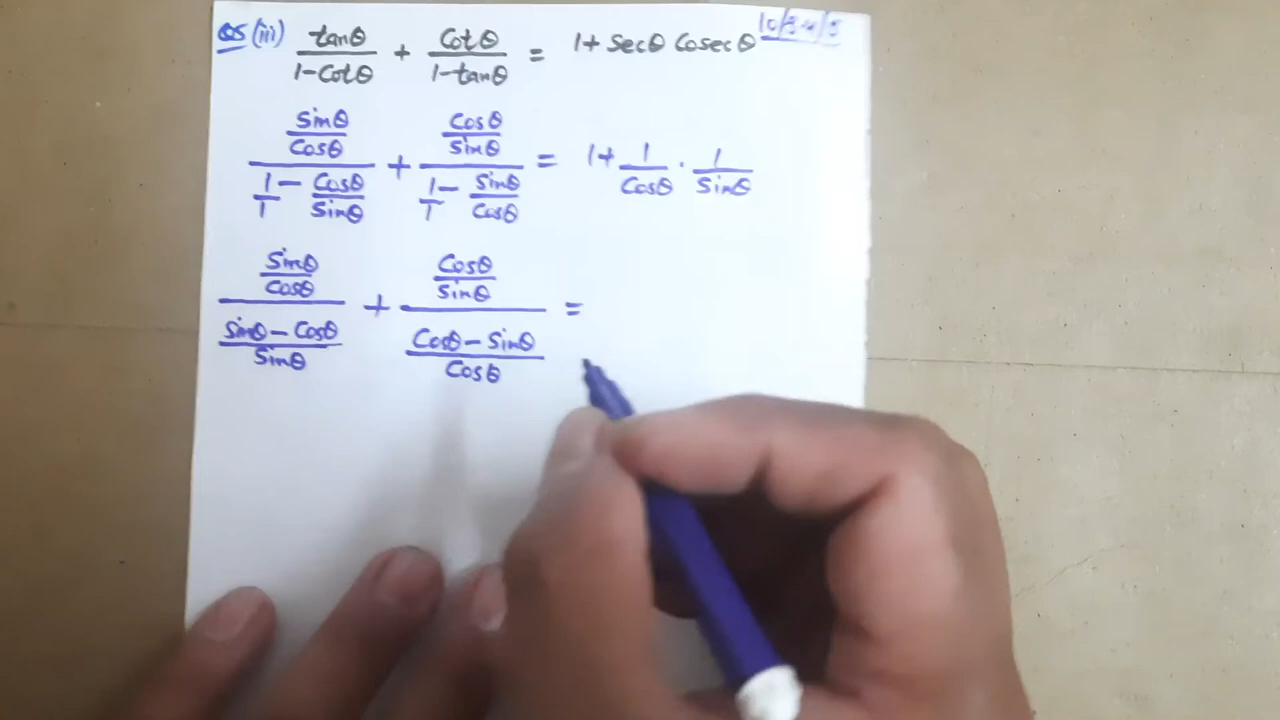 Q5 (iii) tanθ/1-Cotθ + Cotθ/1-tanθ = 1+ Secθ Cosecθ
Sinθ/Cosθ / 1/1 - Cosθ/Sinθ + Cosθ/Sinθ / 1/1 - Sinθ/Cosθ = 1+ 1/Cosθ . 1/Sinθ
Sinθ/Cosθ / Sinθ-Cosθ/Sinθ + Cosθ/Sinθ / Cosθ-Sinθ/Cosθ =